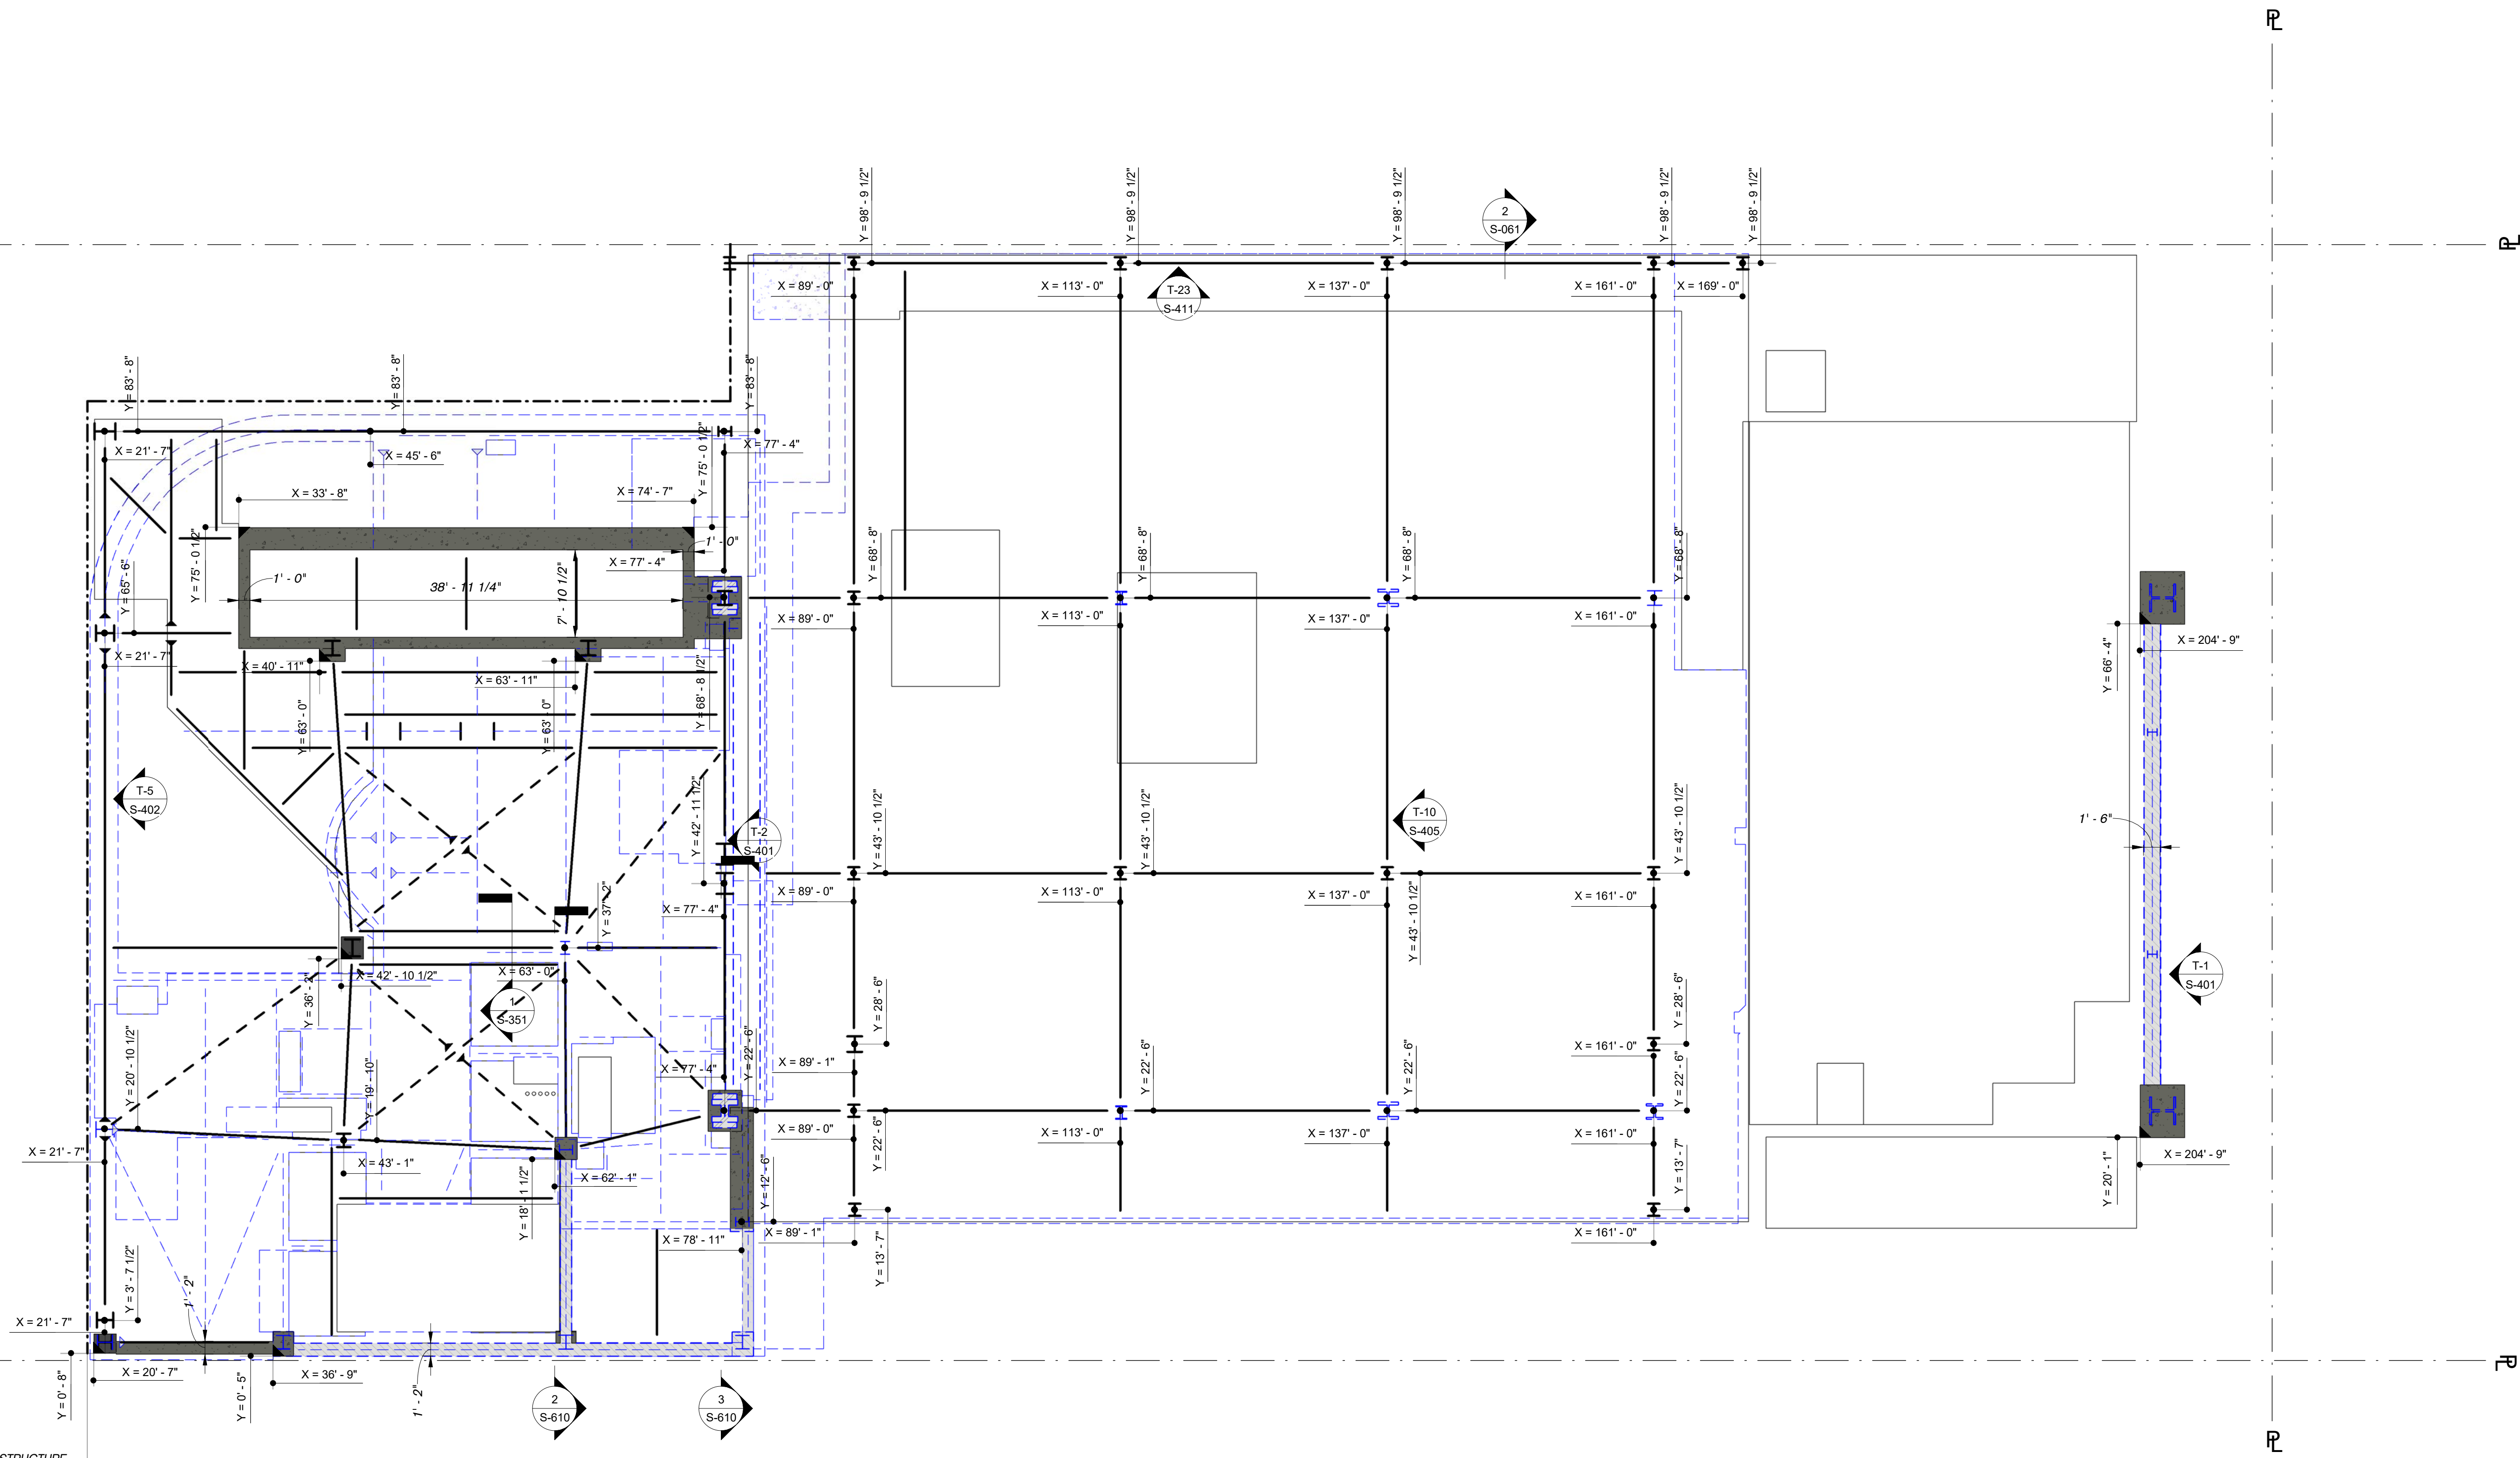 PL
Y = 98' - 9 1/2"
Y = 98' - 9 1/2"
Y = 98' - 9 1/2"
Y = 98' - 9 1/2"
Y = 98' - 9 1/2"
2
S-061
PL
X = 89' - 0"
X = 113' - 0"
T-23
S-411
X = 137' - 0"
X = 161' - 0"
X = 169' - 0"
Y = 83' - 8"
Y = 83' - 8"
Y = 83' - 8"
X = 21' - 7"
X = 45' - 6"
X = 77' - 4"
Y = 75' - 0 1/2"
X = 33' - 8"
X = 74' - 7"
Y = 75' - 0 1/2"
Y = 65' - 6"
1' - 0"
X = 77' - 4"
1' - 0"
38' - 11 1/4"
7' - 10 1/2"
Y = 68' - 8"
Y = 68' - 8"
Y = 68' - 8"
Y = 68' - 8"
X = 89' - 0"
X = 113' - 0"
X = 137' - 0"
X = 161' - 0"
X = 204' - 9"
Y = 66' - 4"
X = 21' - 7"
X = 40' - 11"
X = 63' - 11"
Y = 63' - 0"
Y = 63' - 0"
Y = 68' - 8 1/2"
T-5
S-402
Y = 42' - 11 1/2"
T-2
S-401
Y = 43' - 10 1/2"
Y = 43' - 10 1/2"
T-10
S-405
Y = 43' - 10 1/2"
1' - 6"
X = 89' - 0"
X = 113' - 0"
X = 137' - 0"
X = 161' - 0"
X = 77' - 4"
Y = 43' - 10 1/2"
X = 42' - 10 1/2"
X = 63' - 0"
Y = 36' - 2"
1
S-351
T-1
S-401
Y = 28' - 6"
Y = 28' - 6"
X = 161' - 0"
X = 89' - 1"
Y = 20' - 10 1/2"
Y = 19' - 10"
X = 77' - 4"
Y = 22' - 6"
Y = 22' - 6"
Y = 22' - 6"
Y = 22' - 6"
X = 89' - 0"
X = 113' - 0"
X = 137' - 0"
X = 161' - 0"
Y = 22' - 6"
X = 21' - 7"
X = 43' - 1"
X = 62' - 1"
Y = 18' - 1 1/2"
Y = 12' - 6"
Y = 13' - 7"
Y = 20' - 1"
X = 204' - 9"
X = 78' - 11"
X = 89' - 1"
Y = 13' - 7"
X = 161' - 0"
Y = 3' - 7 1/2"
1' - 2"
X = 21' - 7"
X = 20' - 7"
X = 36' - 9"
Y = 0' - 8"
Y = 0' - 5"
1' - 2"
2
S-610
3
S-610
PL
PL